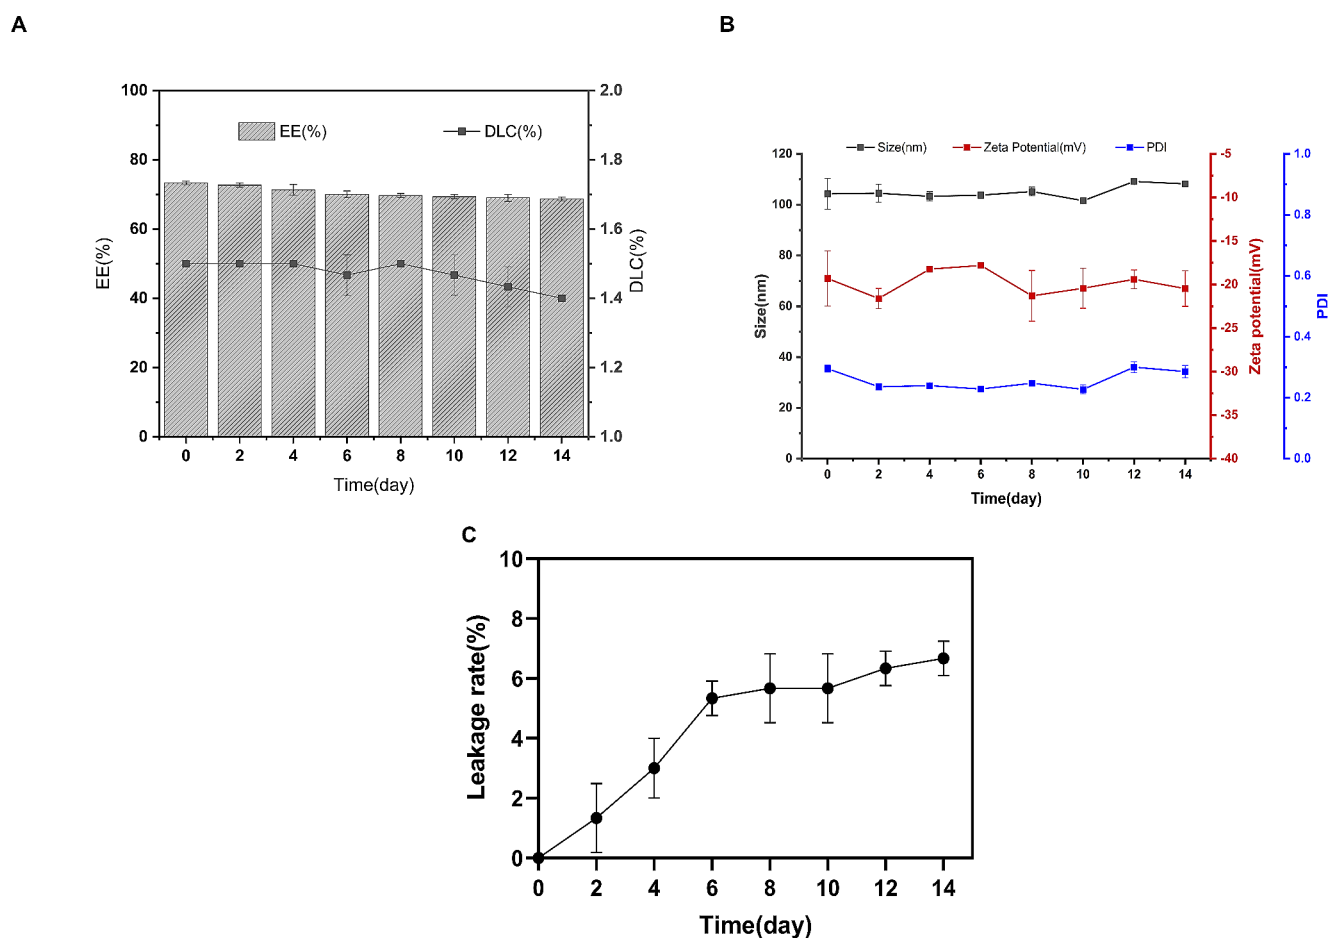 A
B
100
80
60
40
20
0
EE(%)
EE(%)
DLC(%)
2.0
1.8
1.6
1.4
1.2
1.0
DLC(%)
0 2 4 6 8 10 12 14
Time(day)
Size(nm) Zeta Potential(mV) PDI
120
100
80
60
40
20
0
Size(nm)
-5
-10
-15
-20
-25
-30
-35
-40
Zeta potential(mV)
1.0
0.8
0.6
0.4
0.2
0.0
PDI
0 2 4 6 8 10 12 14
Time(day)
C
10
8
6
4
2
0
Leakage rate(%)
0 2 4 6 8 10 12 14
Time(day)